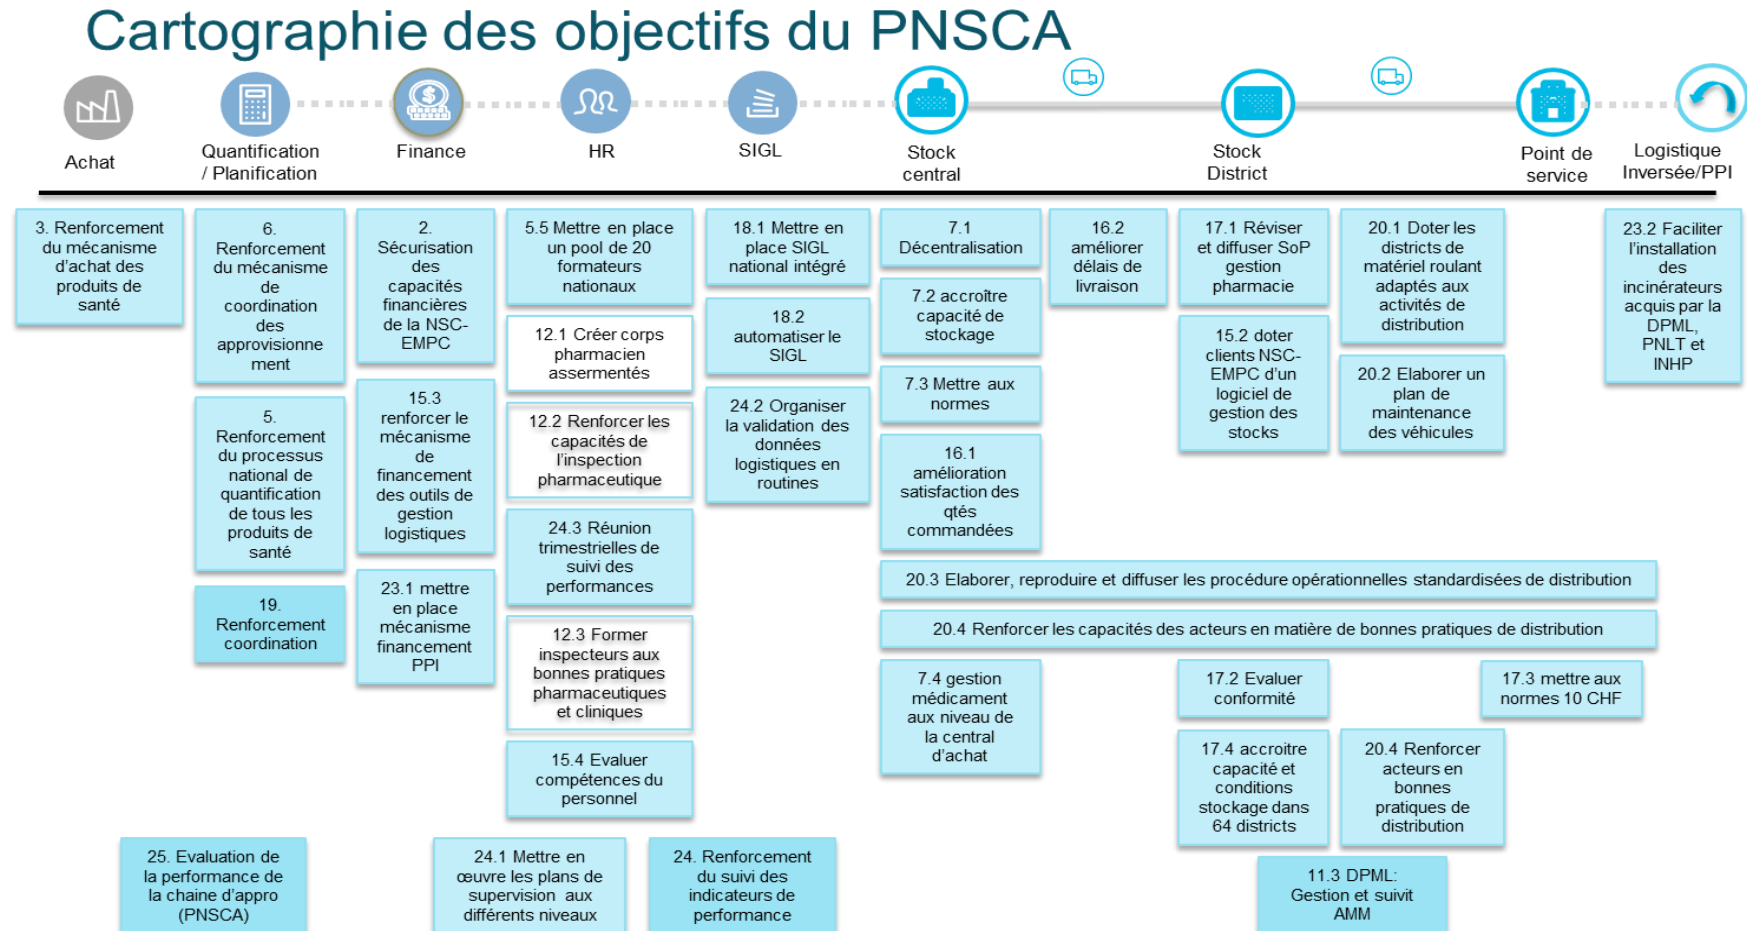 Cartographie des objectifs du PNSCA
Achat
Quantification
/ Planification
Finance
HR
SIGL
Stock
central
Stock
District
Point de
service
Logistique
Inversée/PPI
3. Renforcement
du mécanisme
d'achat des
produits de
santé
6.
Renforcement
du mécanisme
de
coordination
des
approvisionne
ment
5.
Renforcement
du processus
national de
quantification
de tous les
produits de
santé
19.
Renforcement
coordination
2.
Sécurisation
des
capacités
financières
de la NSC-
EMPC
15.3
renforcer le
mécanisme
de
financement
des outils de
gestion
logistiques
23.1 mettre
en place
mécanisme
financement
PPI
5.5 Mettre en place
un pool de 20
formateurs
nationaux
12.1 Créer corps
pharmacien
assermentés
12.2 Renforcer les
capacités de
l'inspection
pharmaceutique
24.3 Réunion
trimestrielles de
suivi des
performances
12.3 Former
inspecteurs aux
bonnes pratiques
pharmaceutiques
et cliniques
15.4 Evaluer
compétences du
personnel
18.1 Mettre en
place SIGL
national intégré
18.2
automatiser le
SIGL
24.2 Organiser
la validation des
données
logistiques en
routines
7.1
Décentralisation
7.2 accroître
capacité de
stockage
7.3 Mettre aux
normes
16.1
amélioration
satisfaction des
qtés
commandées
16.2
améliorer
délais de
livraison
17.1 Réviser
et diffuser SoP
gestion
pharmacie
15.2 doter
clients NSC-
EMPC d'un
logiciel de
gestion des
stocks
20.1 Doter les
districts de
matériel roulant
adaptés aux
activités de
distribution
20.2 Elaborer un
plan de
maintenance
des véhicules
23.2 Faciliter
l'installation
des
incinérateurs
acquis par la
DPML,
PNLT et
INHP
20.3 Elaborer, reproduire et diffuser les procédure opérationnelles standardisées de distribution
20.4 Renforcer les capacités des acteurs en matière de bonnes pratiques de distribution
7.4 gestion
médicament
aux niveau de
la central
d'achat
17.2 Evaluer
conformité
17.3 mettre aux
normes 10 CHF
17.4 accroitre
capacité et
conditions
stockage dans
64 districts
20.4 Renforcer
acteurs en
bonnes
pratiques de
distribution
25. Evaluation de
la performance de
la chaine d'appro
(PNSCA)
24.1 Mettre en
œuvre les plans de
supervision aux
différents niveaux
24. Renforcement
du suivi des
indicateurs de
performance
11.3 DPML:
Gestion et suivit
AMM